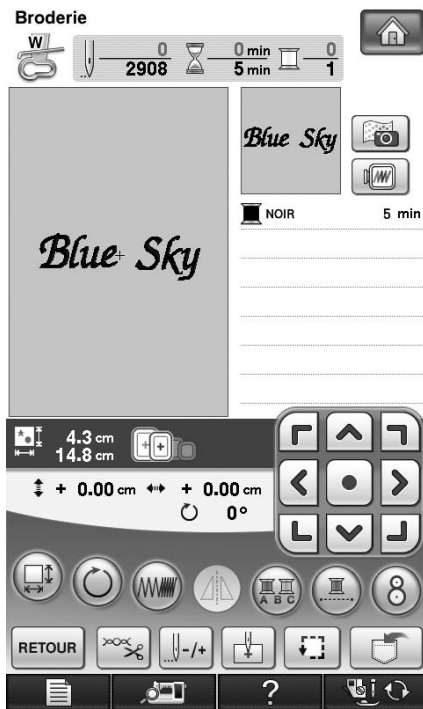 Broderie
W
0 0 min 0
2908 5 min 1
Blue Sky
Blue Sky
NOIR 5 min
4.3 cm
14.8 cm
+ 0.00 cm + 0.00 cm
0°
A B C
8
RETOUR -/+
? i